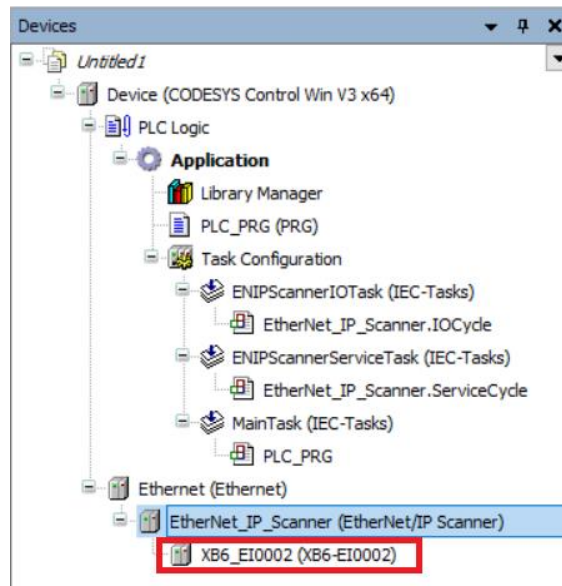 Devices
Untitled1
Device (CODESYS Control Win V3 x64)
PLC Logic
Application
Library Manager
PLC_PRG (PRG)
Task Configuration
ENIPScannerIOTask (IEC-Tasks)
EtherNet_IP_Scanner.IOCycle
ENIPScannerServiceTask (IEC-Tasks)
EtherNet_IP_Scanner.ServiceCycle
MainTask (IEC-Tasks)
PLC_PRG
Ethernet (Ethernet)
EtherNet_IP_Scanner (EtherNet/IP Scanner)
XB6_EI0002 (XB6-EI0002)